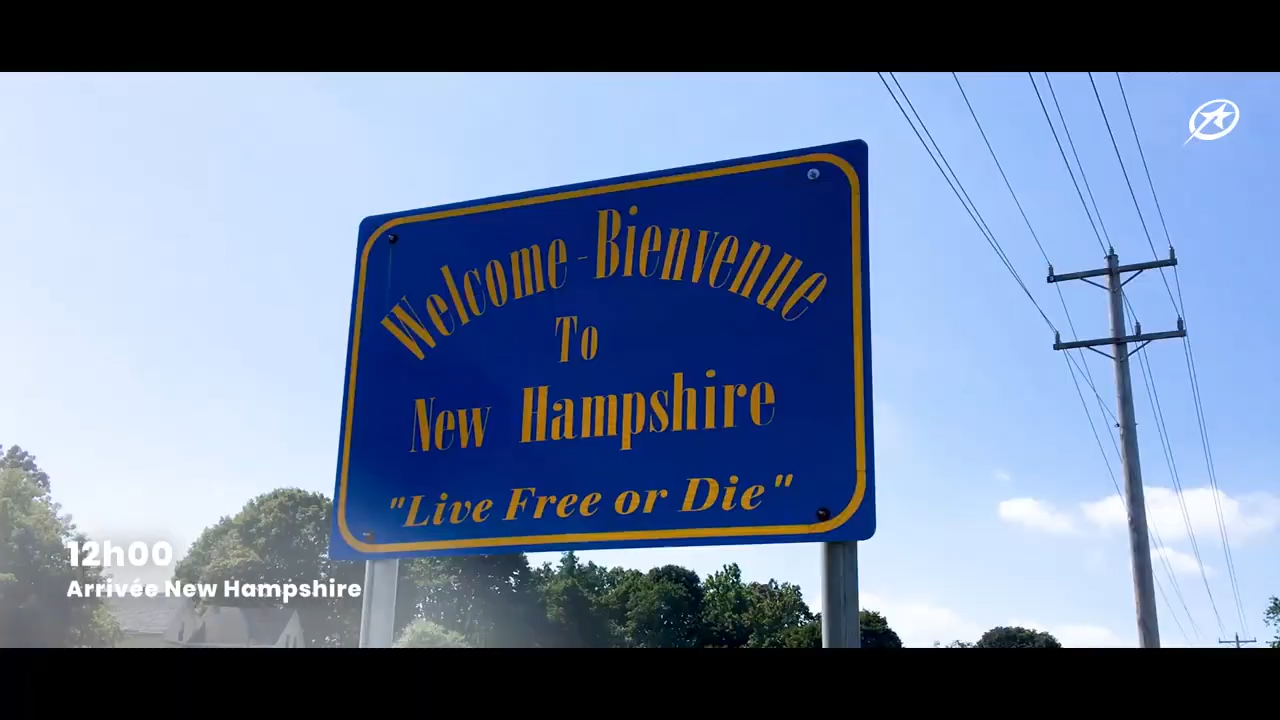 Welcome - Bienvenue
To
New Hampshire
"Live Free or Die"
12h00
Arrivée New Hampshire